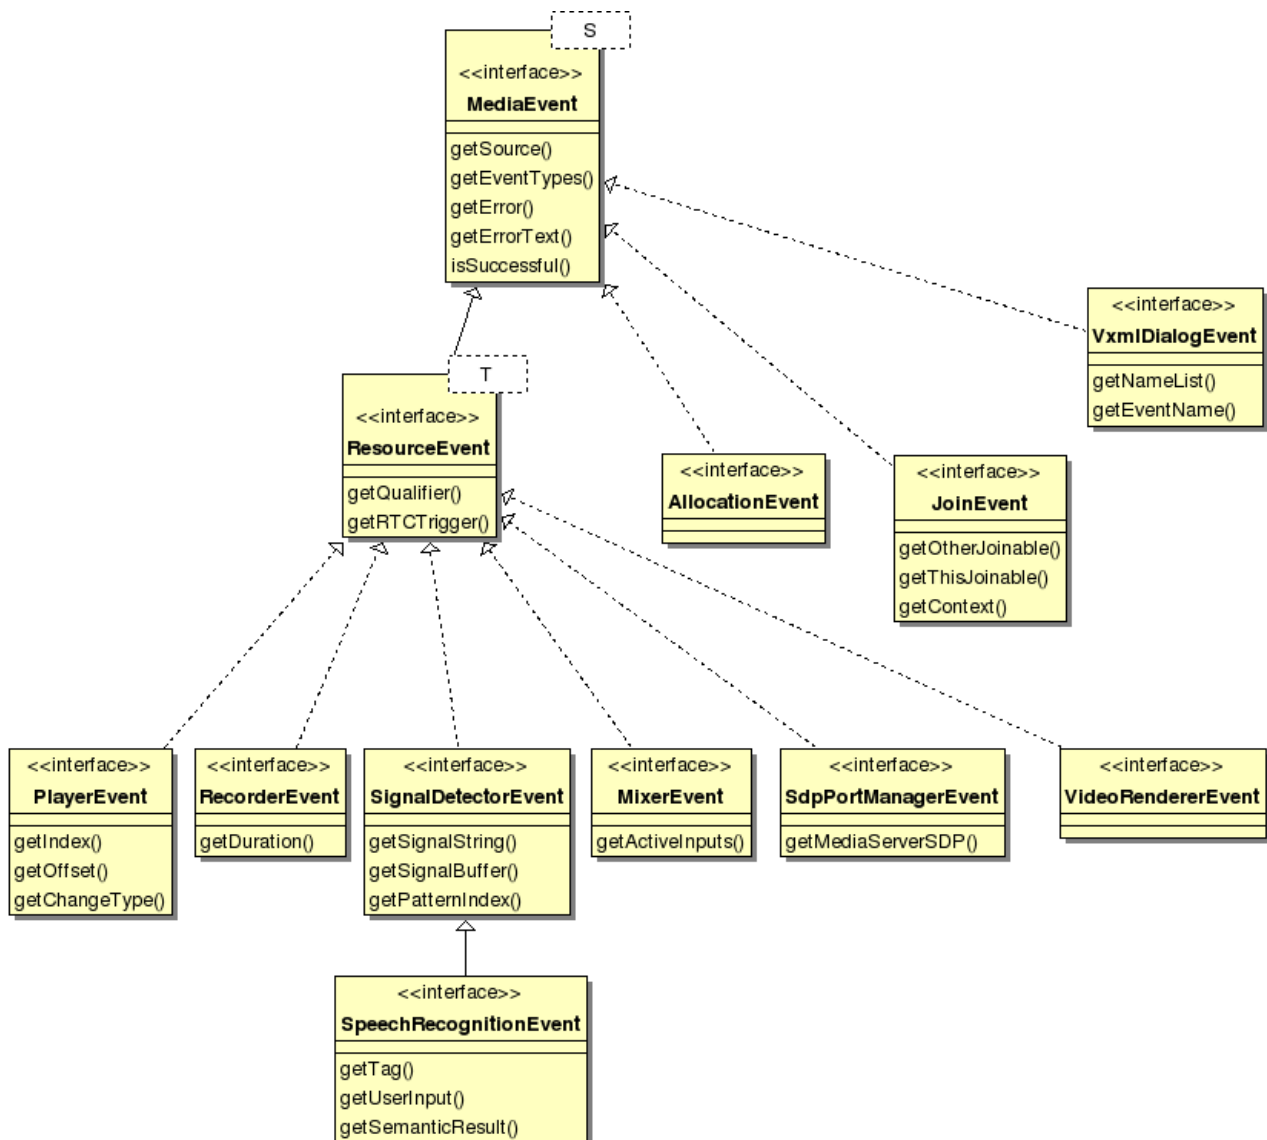 S
<<interface>>
MediaEvent
getSource()
getEventTypes()
getError()
getErrorText()
isSuccessful()
<<interface>>
VxmlDialogEvent
getNameList()
getEventName()
T
<<interface>>
ResourceEvent
getQualifier()
getRTCTrigger()
<<interface>>
AllocationEvent
<<interface>>
JoinEvent
getOtherJoinable()
getThisJoinable()
getContext()
<<interface>>
PlayerEvent
getIndex()
getOffset()
getChangeType()
<<interface>>
RecorderEvent
getDuration()
<<interface>>
SignalDetectorEvent
getSignalString()
getSignalBuffer()
getPatternIndex()
<<interface>>
MixerEvent
getActiveInputs()
<<interface>>
SdpPortManagerEvent
getMediaServerSDP()
<<interface>>
VideoRendererEvent
<<interface>>
SpeechRecognitionEvent
getTag()
getUserInput()
getSemanticResult()